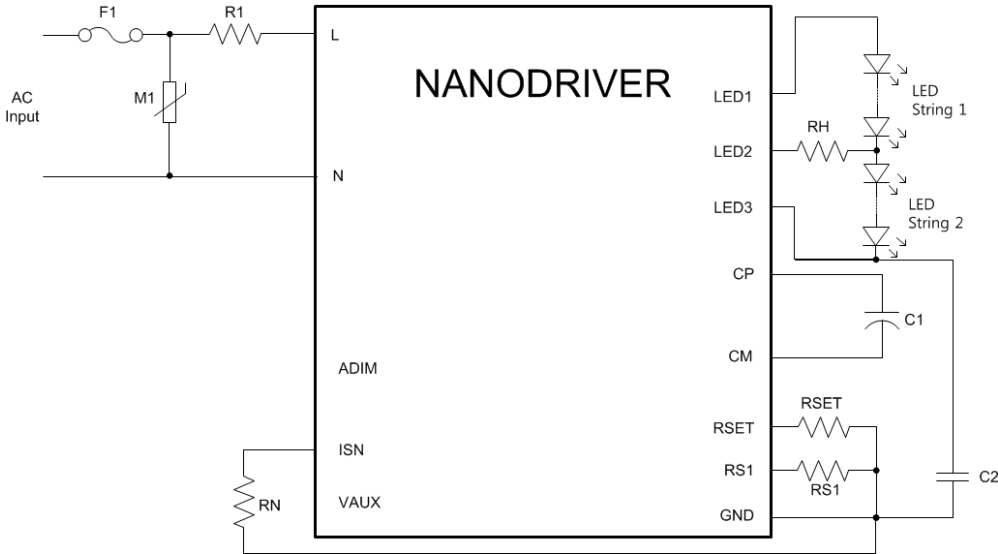 F1
R1
L
NANODRIVER
AC
Input
M1
LED1
LED
String 1
RH
LED2
N
LED3
LED
String 2
CP
C1
CM
ADIM
RSET
RSET
ISN
RS1
RS1
C2
RN
VAUX
GND